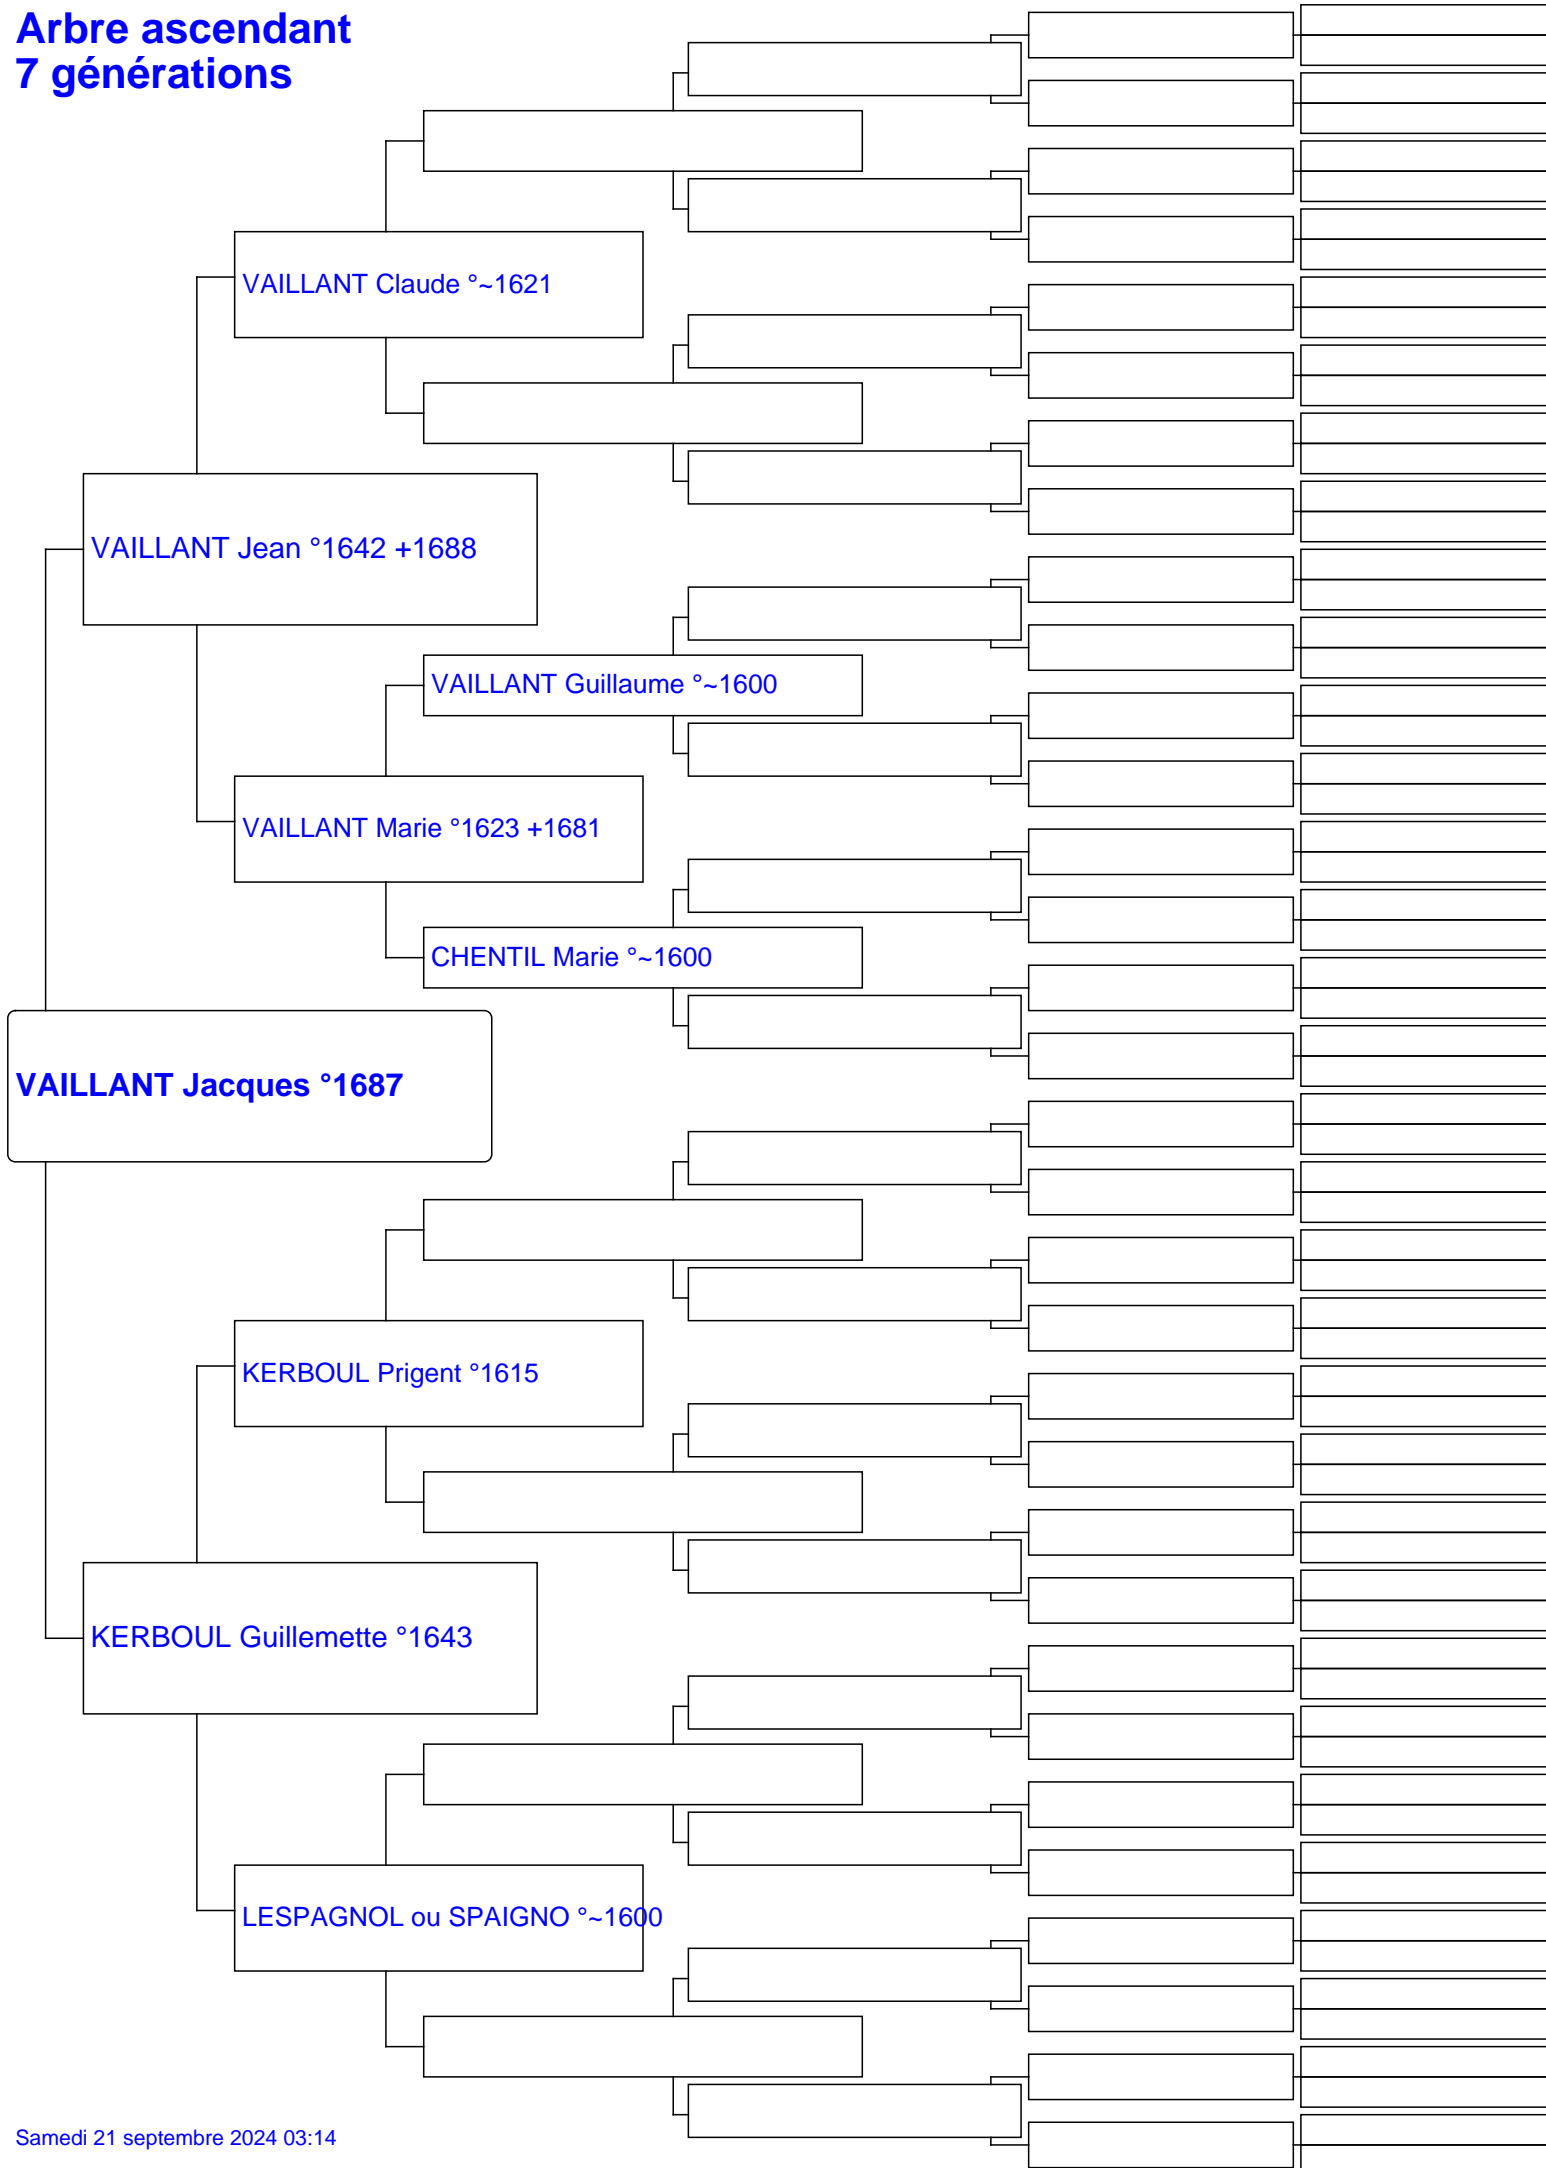 Arbre ascendant
7 générations
VAILLANT Claude °~1621
VAILLANT Jean °1642 +1688
VAILLANT Guillaume °~1600
VAILLANT Marie °1623 +1681
CHENTIL Marie °~1600
VAILLANT Jacques °1687
KERBOUL Prigent °1615
KERBOUL Guillemette °1643
LESPAGNOL ou SPAIGNO °~1600
Samedi 21 septembre 2024 03:14